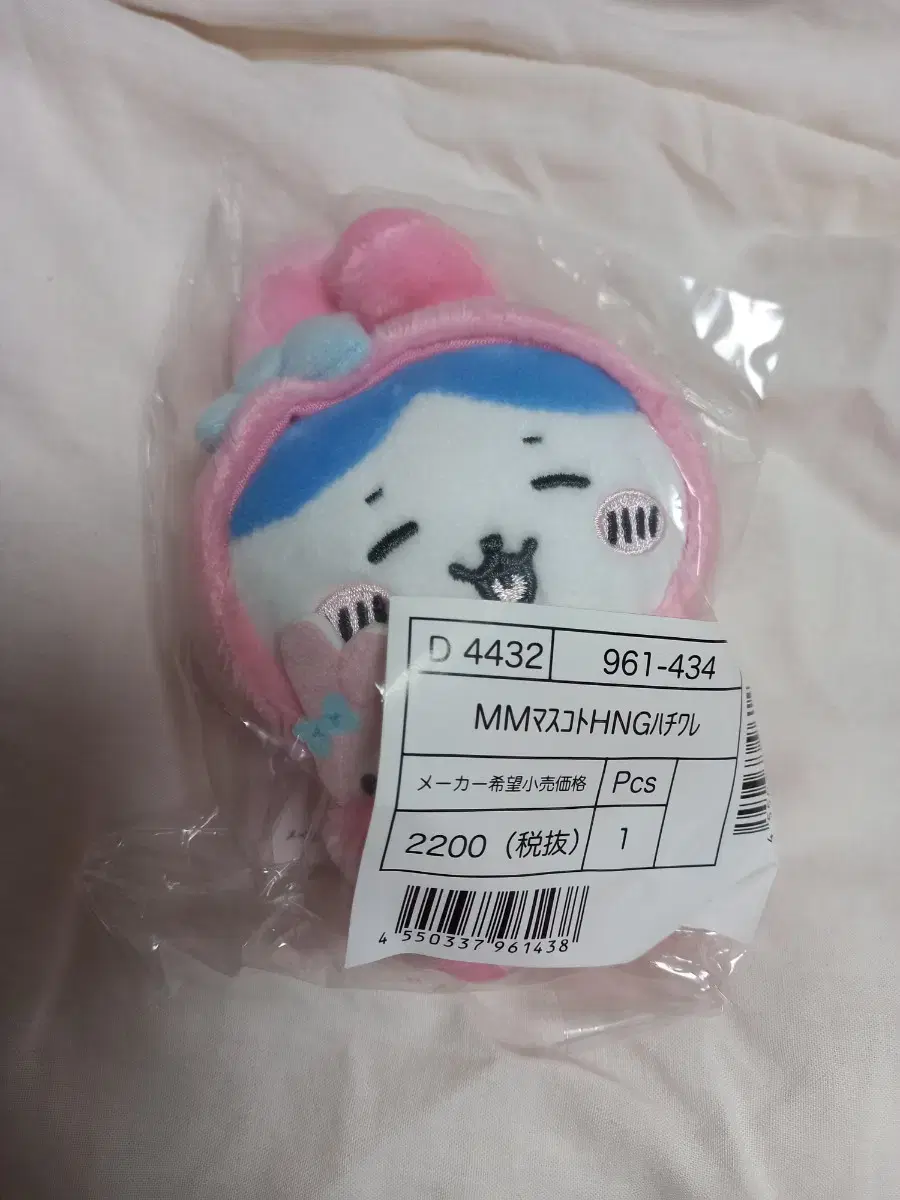 D 4432
961-434
MMﾏｽｺﾄHNGﾊﾁﾜﾚ
メーカー希望小売価格
Pcs
2200 (税抜)
1
4 550337 961438